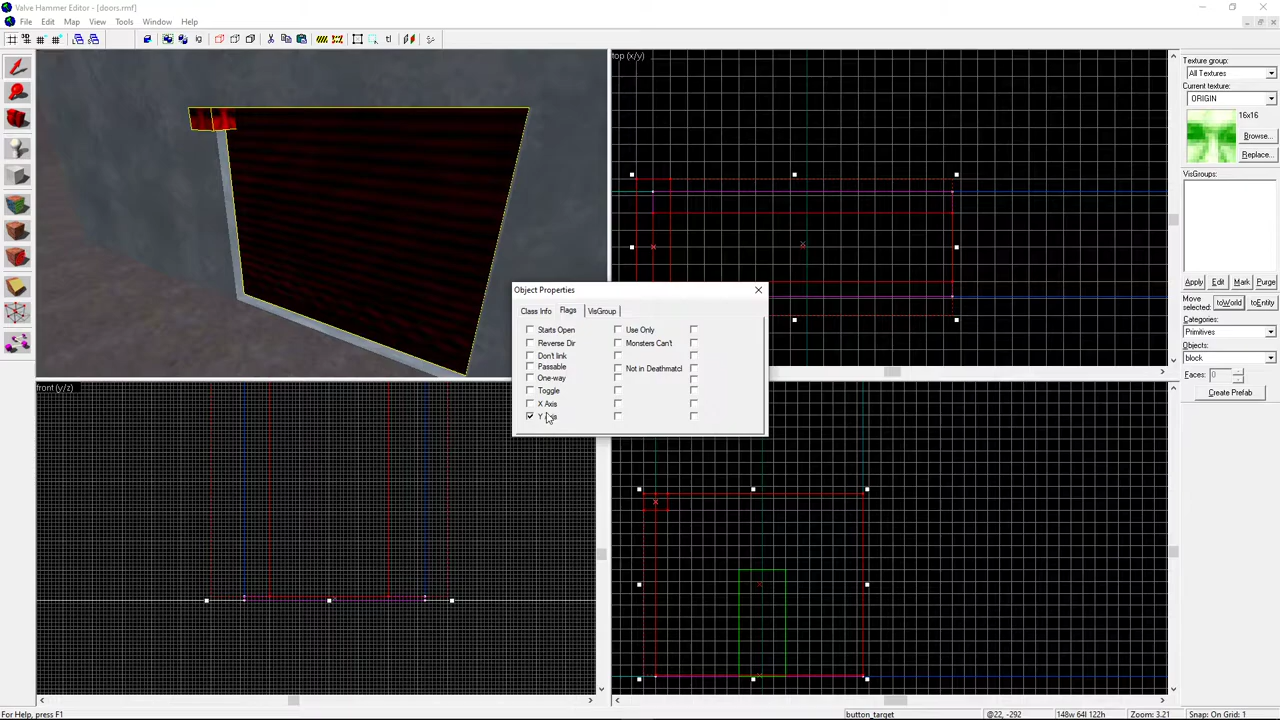 Valve Hammer Editor - [doors.rmf]
File Edit Map View Tools Window Help
top (x/y)
Texture group:
All Textures
Current texture:
ORIGIN
16x16
Browse...
Replace...
VisGroups:
Apply Edit Mark Purge
Move selected:
toWorld toEntity
Categories:
Primitives
Objects:
block
Faces: 0
Create Prefab
Object Properties
Class Info Flags VisGroup
Starts Open Use Only
Reverse Dir Monsters Can't
Don't link
Passable Not in Deathmatcl
One-way
Toggle
X Axis
Y Axis
front (y/z)
For Help, press F1
button_target
@22, -292
148w 64l 122h
Zoom: 3.21
Snap: On Grid: 1